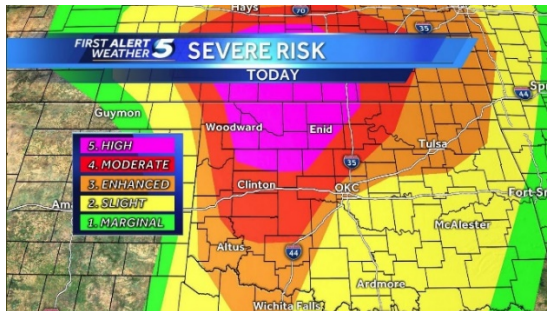 Hays
70
35
FIRST ALERT
WEATHER 5
SEVERE RISK
TODAY
44
Guymon
Woodward
Enid
Tulsa
5. HIGH
4. MODERATE
3. ENHANCED
2. SLIGHT
1. MARGINAL
35
Clinton
OKC
Fort Sm
Am
McAlester
Altus
44
Ardmore
Wichita Falls